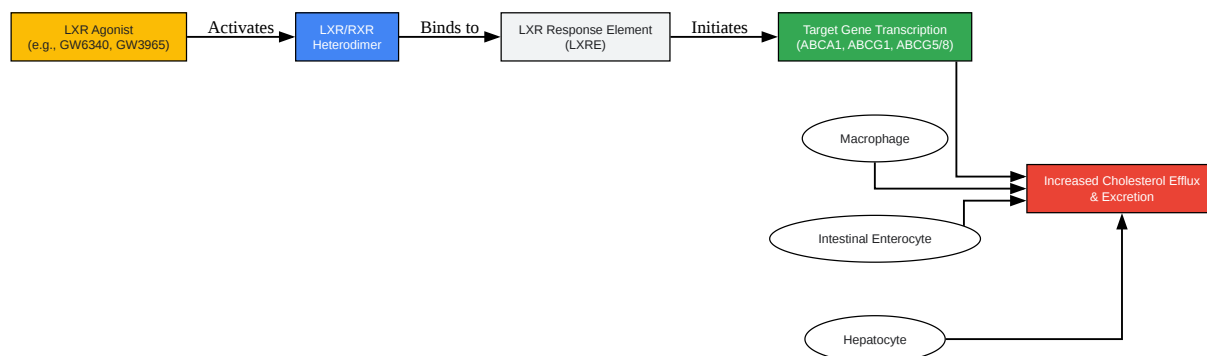 LXR Agonist
(e.g., GW6340, GW3965)
Activates
LXR/RXR
Heterodimer
Binds to
LXR Response Element
(LXRE)
Initiates
Target Gene Transcription
(ABCA1, ABCG1, ABCG5/8)
Macrophage
Increased Cholesterol Efflux
& Excretion
Intestinal Enterocyte
Hepatocyte